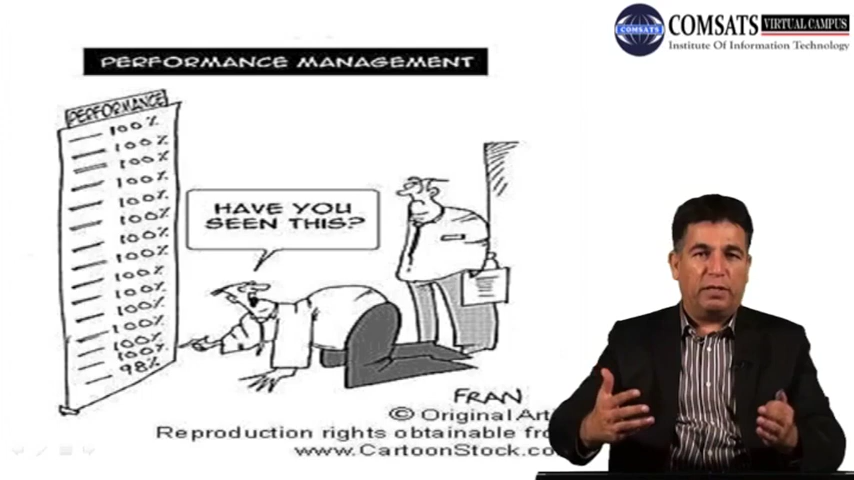 COMSATS VIRTUAL CAMPUS
COMSATS
Institute Of Information Technology
PERFORMANCE MANAGEMENT
PERFORMANCE
100%
100%
100%
100%
100%
100%
100%
100%
100%
100%
100%
100%
100%
100%
98%
HAVE YOU
SEEN THIS?
FRAN
© Original
Reproduction rights obtainable
www.CartoonStock.co